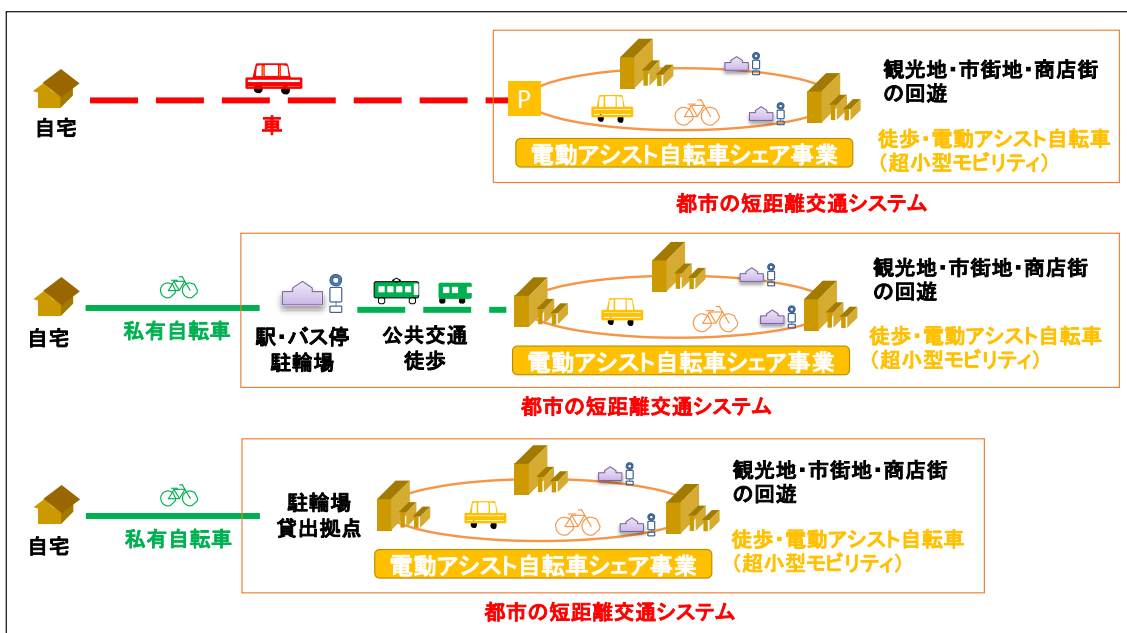 自宅
車
P
電動アシスト自転車シェア事業
観光地・市街地・商店街
の回遊
徒歩・電動アシスト自転車
(超小型モビリティ)
都市の短距離交通システム
自宅
私有自転車
駅・バス停
駐輪場
公共交通
徒歩
電動アシスト自転車シェア事業
観光地・市街地・商店街
の回遊
徒歩・電動アシスト自転車
(超小型モビリティ)
都市の短距離交通システム
自宅
私有自転車
駐輪場
貸出拠点
電動アシスト自転車シェア事業
観光地・市街地・商店街
の回遊
徒歩・電動アシスト自転車
(超小型モビリティ)
都市の短距離交通システム